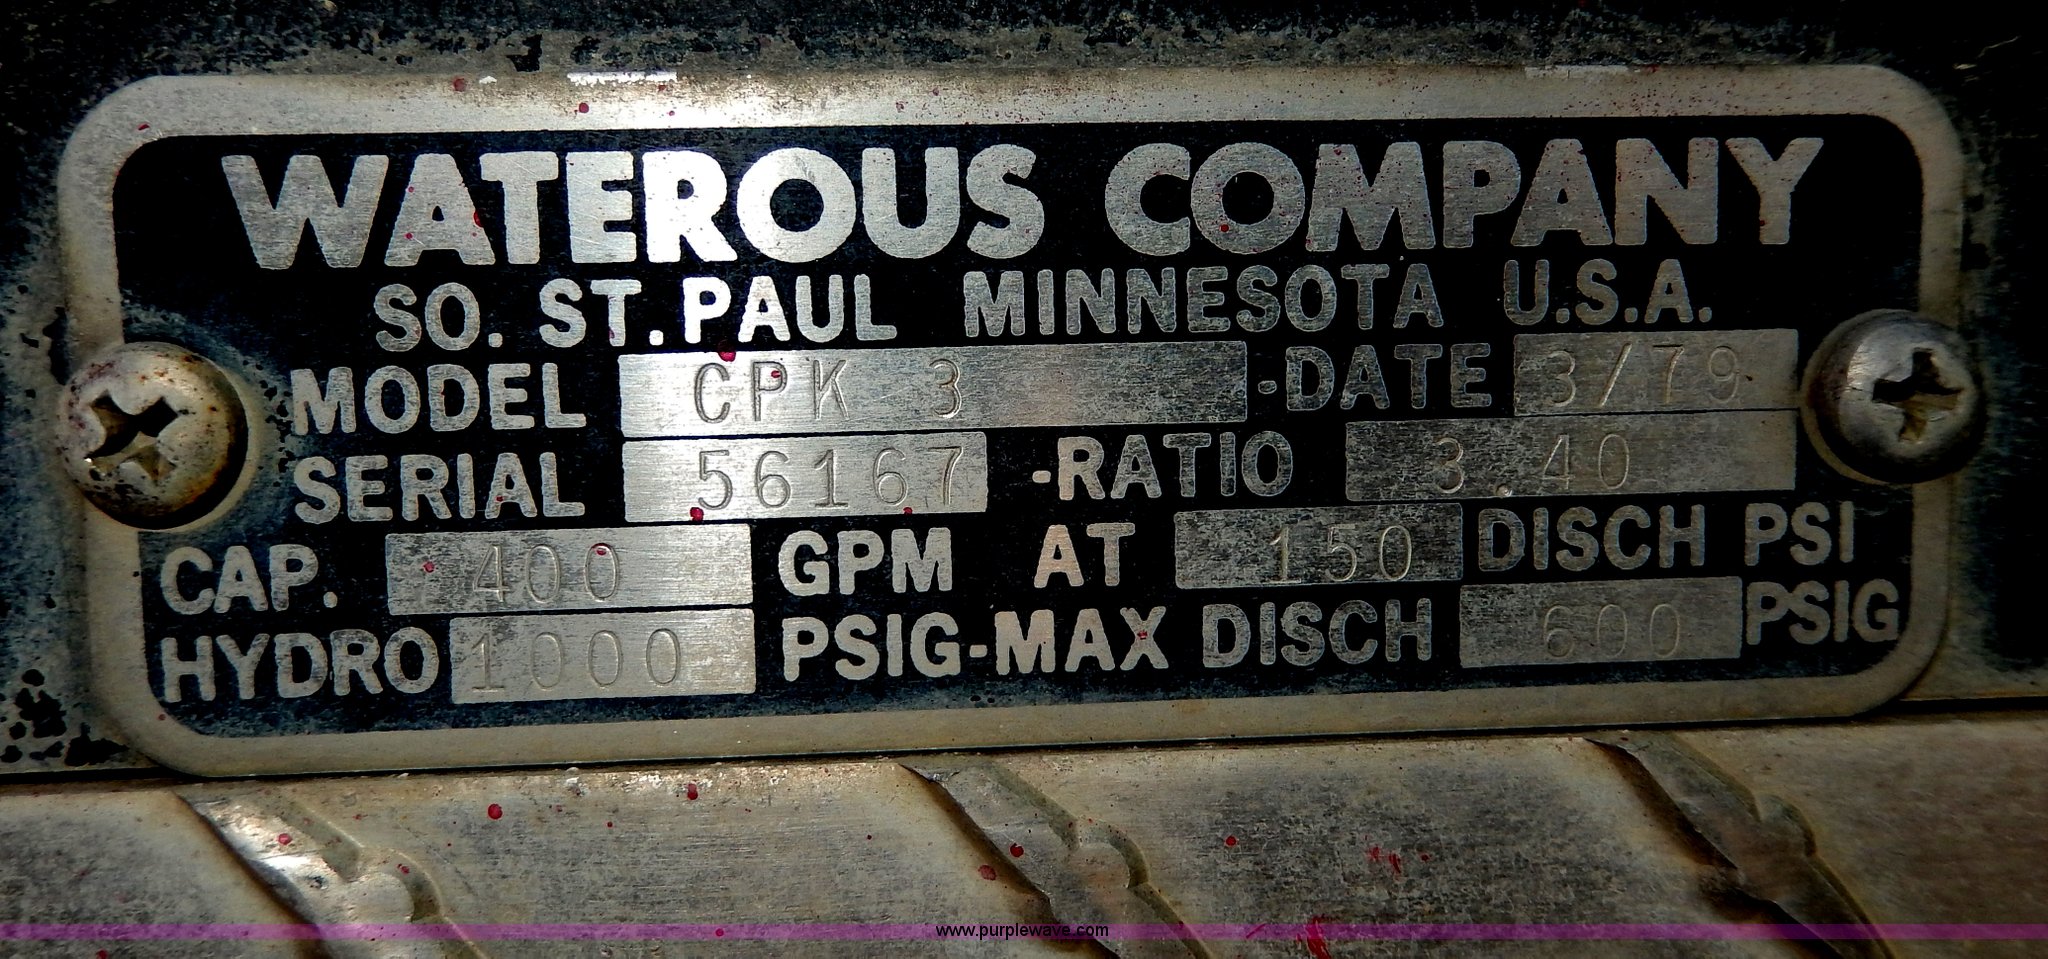 WATEROUS COMPANY
SO. ST. PAUL MINNESOTA U.S.A.
MODEL CPK 3 -DATE 3/79
SERIAL 56167 -RATIO 3.40
CAP. 400 GPM AT 150 DISCH PSI
HYDRO 1000 PSIG-MAX DISCH 600 PSIG
www.purplewave.com